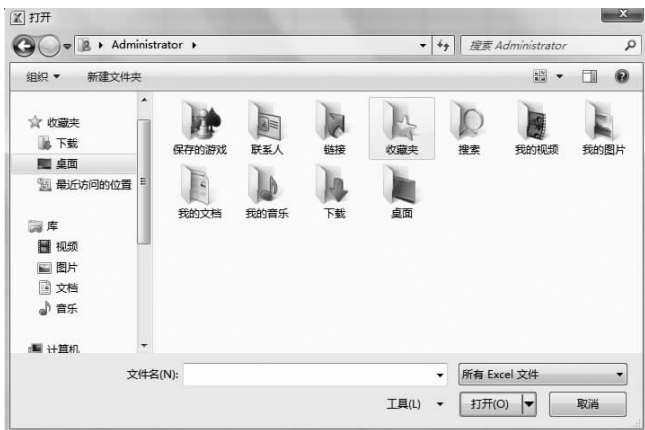 打开
Administrator
搜索 Administrator
组织 新建文件夹
收藏夹
下载
桌面
最近访问的位置
库
视频
图片
文档
音乐
计算机
保存的游戏 联系人 链接 收藏夹 搜索 我的视频 我的图片
我的文档 我的音乐 下载 桌面
文件名(N): 所有 Excel 文件
工具(L) 打开(O) 取消